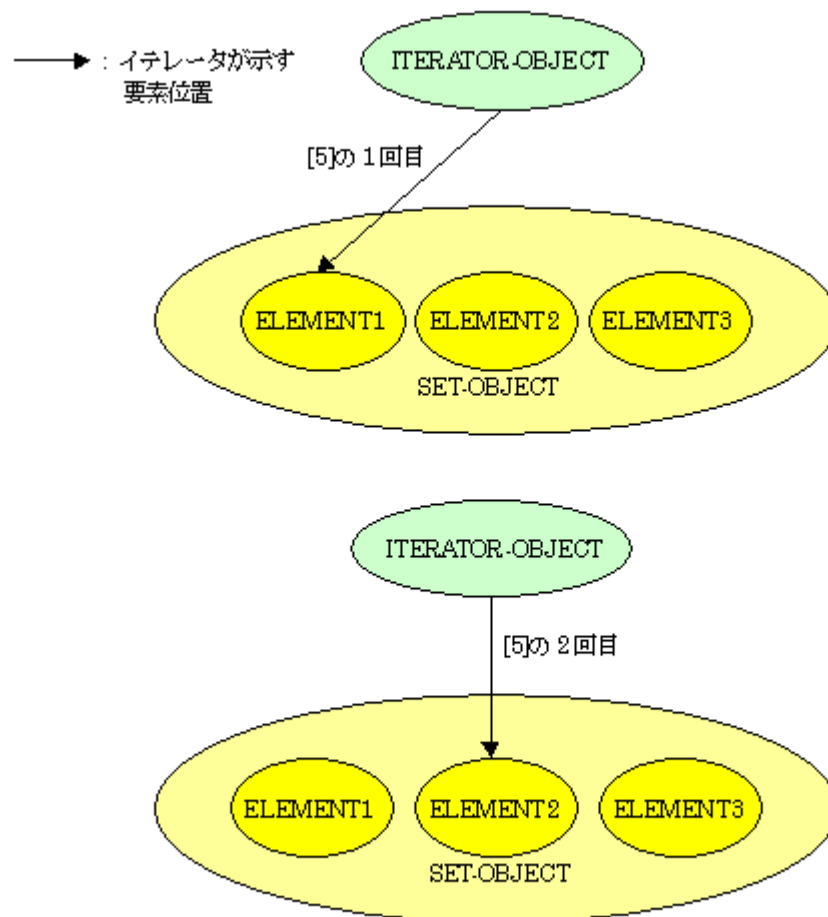 : イテレータが示す
要素位置
ITERATOR-OBJECT
[5]の1回目
ELEMENT1
ELEMENT2
ELEMENT3
SET-OBJECT
ITERATOR-OBJECT
[5]の2回目
ELEMENT1
ELEMENT2
ELEMENT3
SET-OBJECT